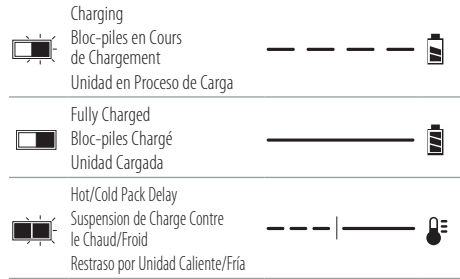 Charging
Bloc-piles en Cours
de Chargement
Unidad en Proceso de Carga
Fully Charged
Bloc-piles Chargé
Unidad Cargada
Hot/Cold Pack Delay
Suspension de Charge Contre
le Chaud/Froid
Restraso por Unidad Caliente/Fría